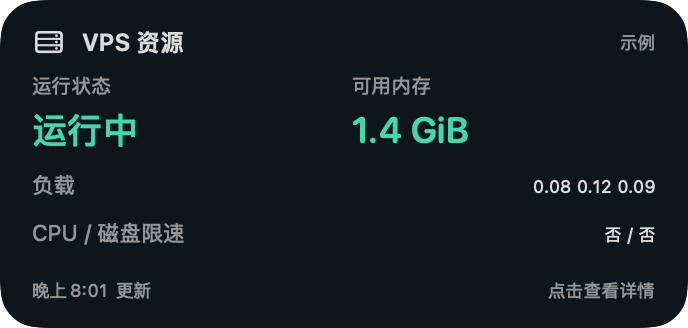 VPS 资源 示例
运行状态 可用内存
运行中 1.4 GiB
负载 0.08 0.12 0.09
CPU / 磁盘限速 否 / 否
晚上 8:01 更新 点击查看详情